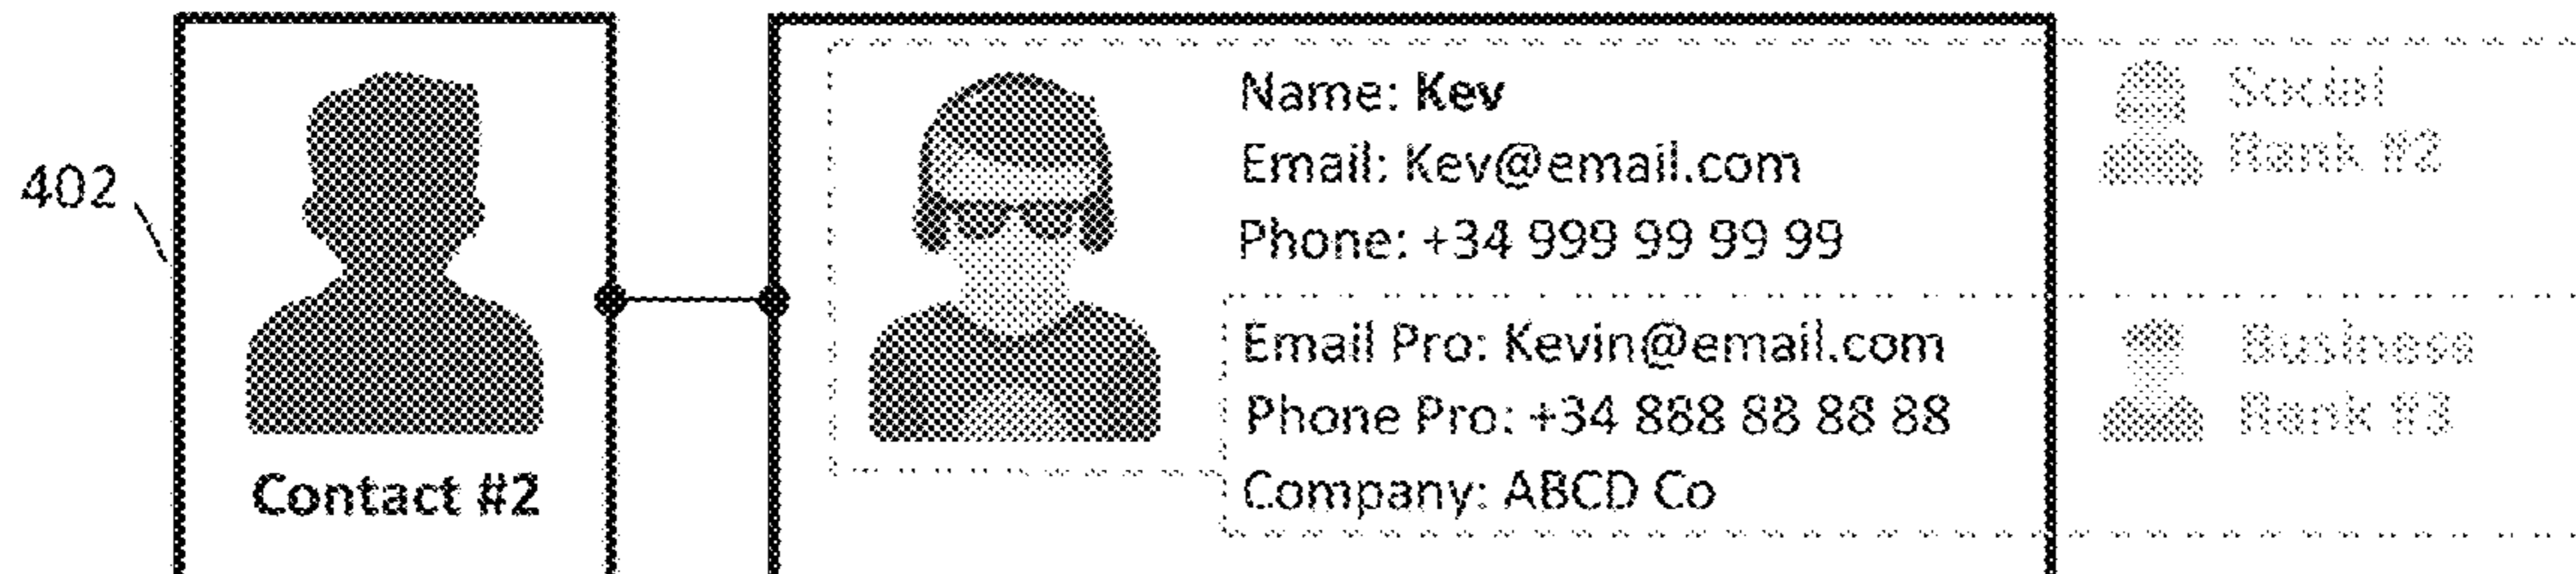 402
Contact #2
Name: Kev
Email: Kev@email.com
Phone: +34 999 99 99 99
Email Pro: Kevin@email.com
Phone Pro: +34 888 88 88 88
Company: ABCD Co
Social
Rank #2
Business
Rank #3